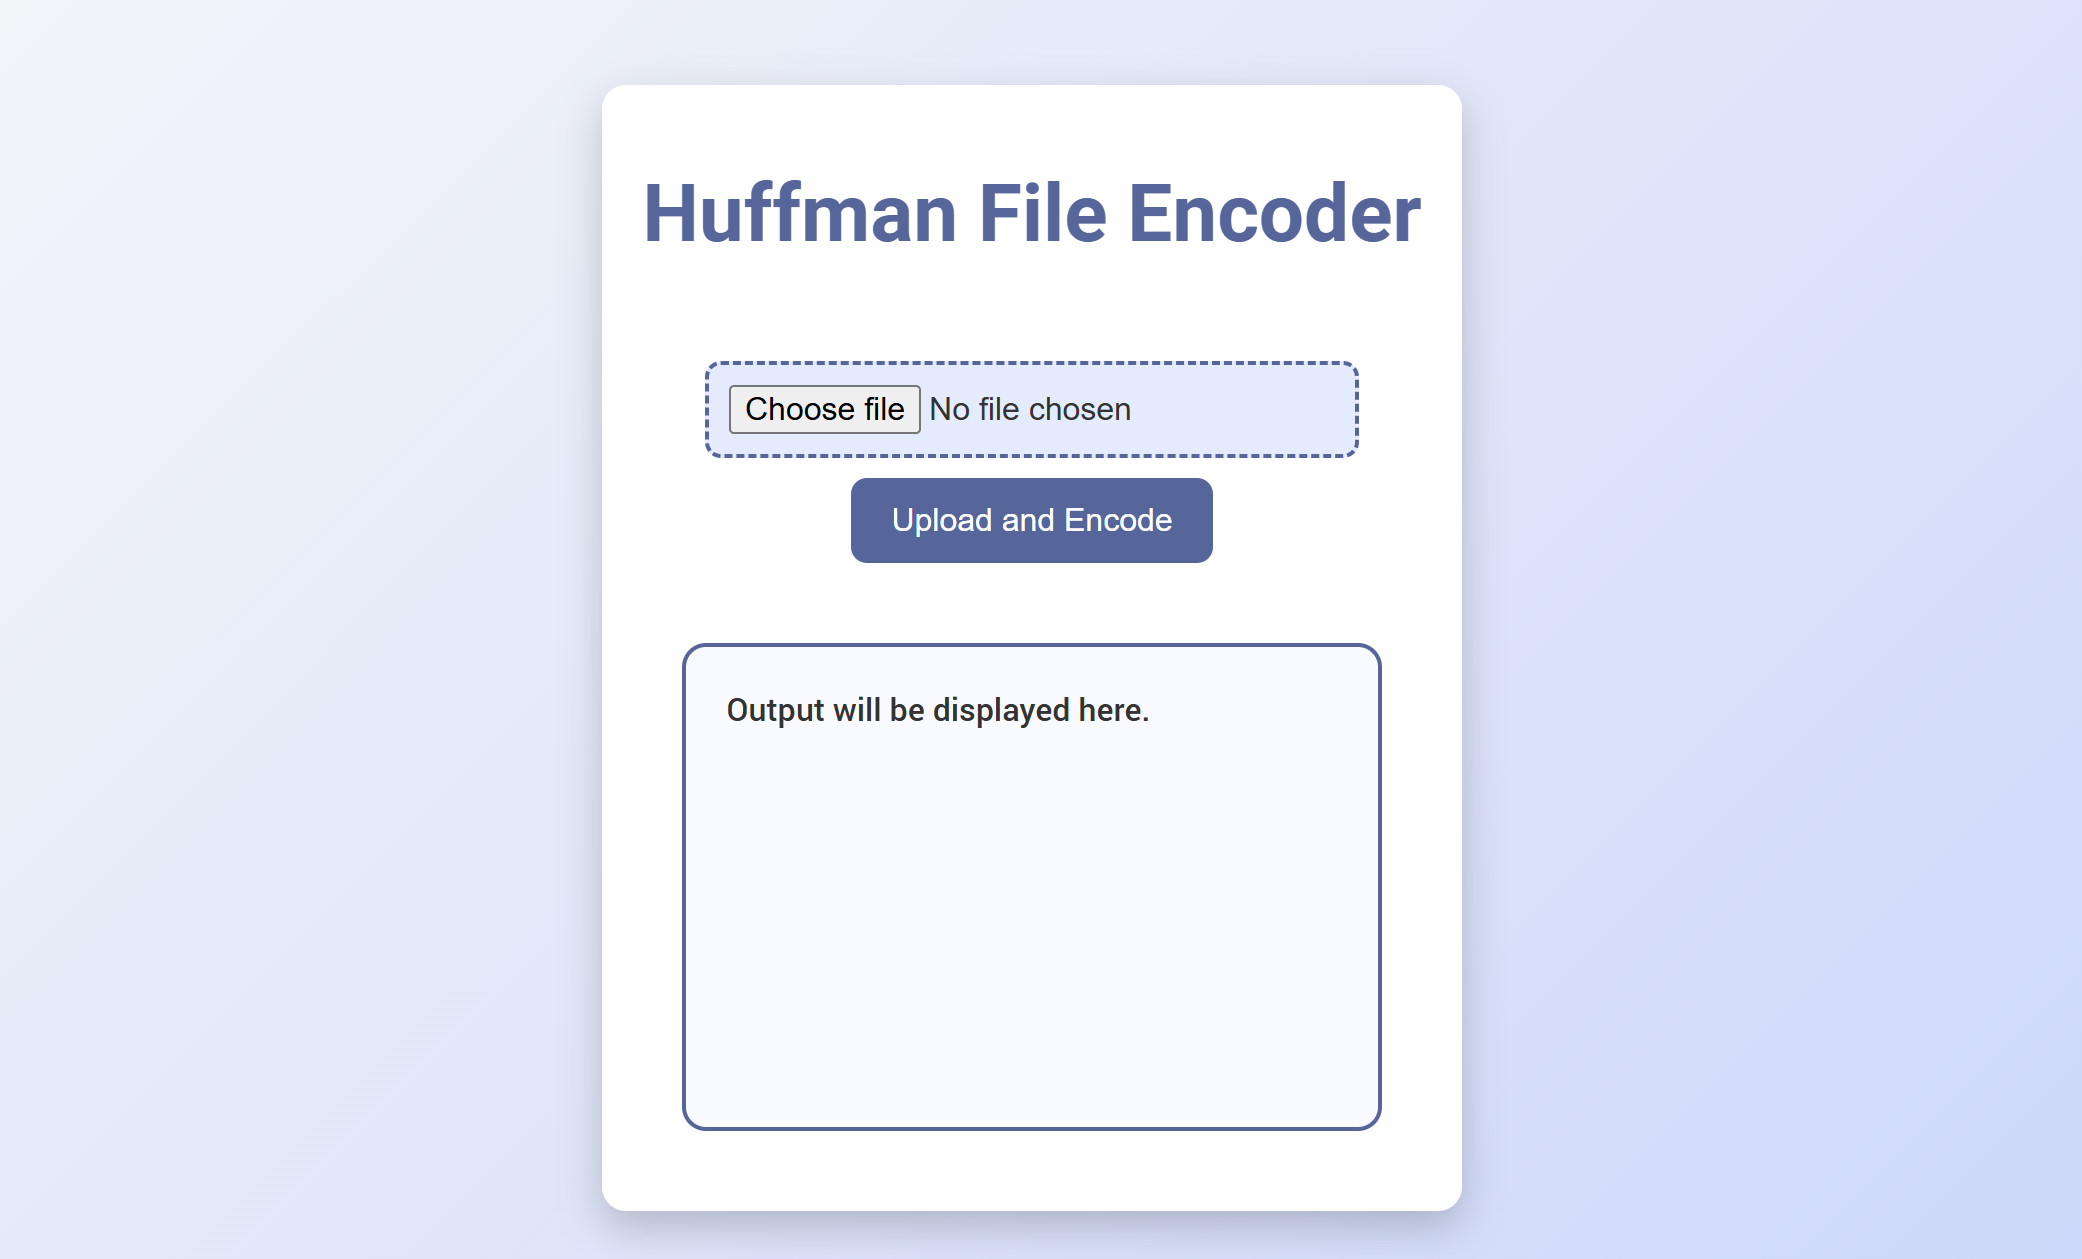 Huffman File Encoder
Choose file No file chosen
Upload and Encode
Output will be displayed here.